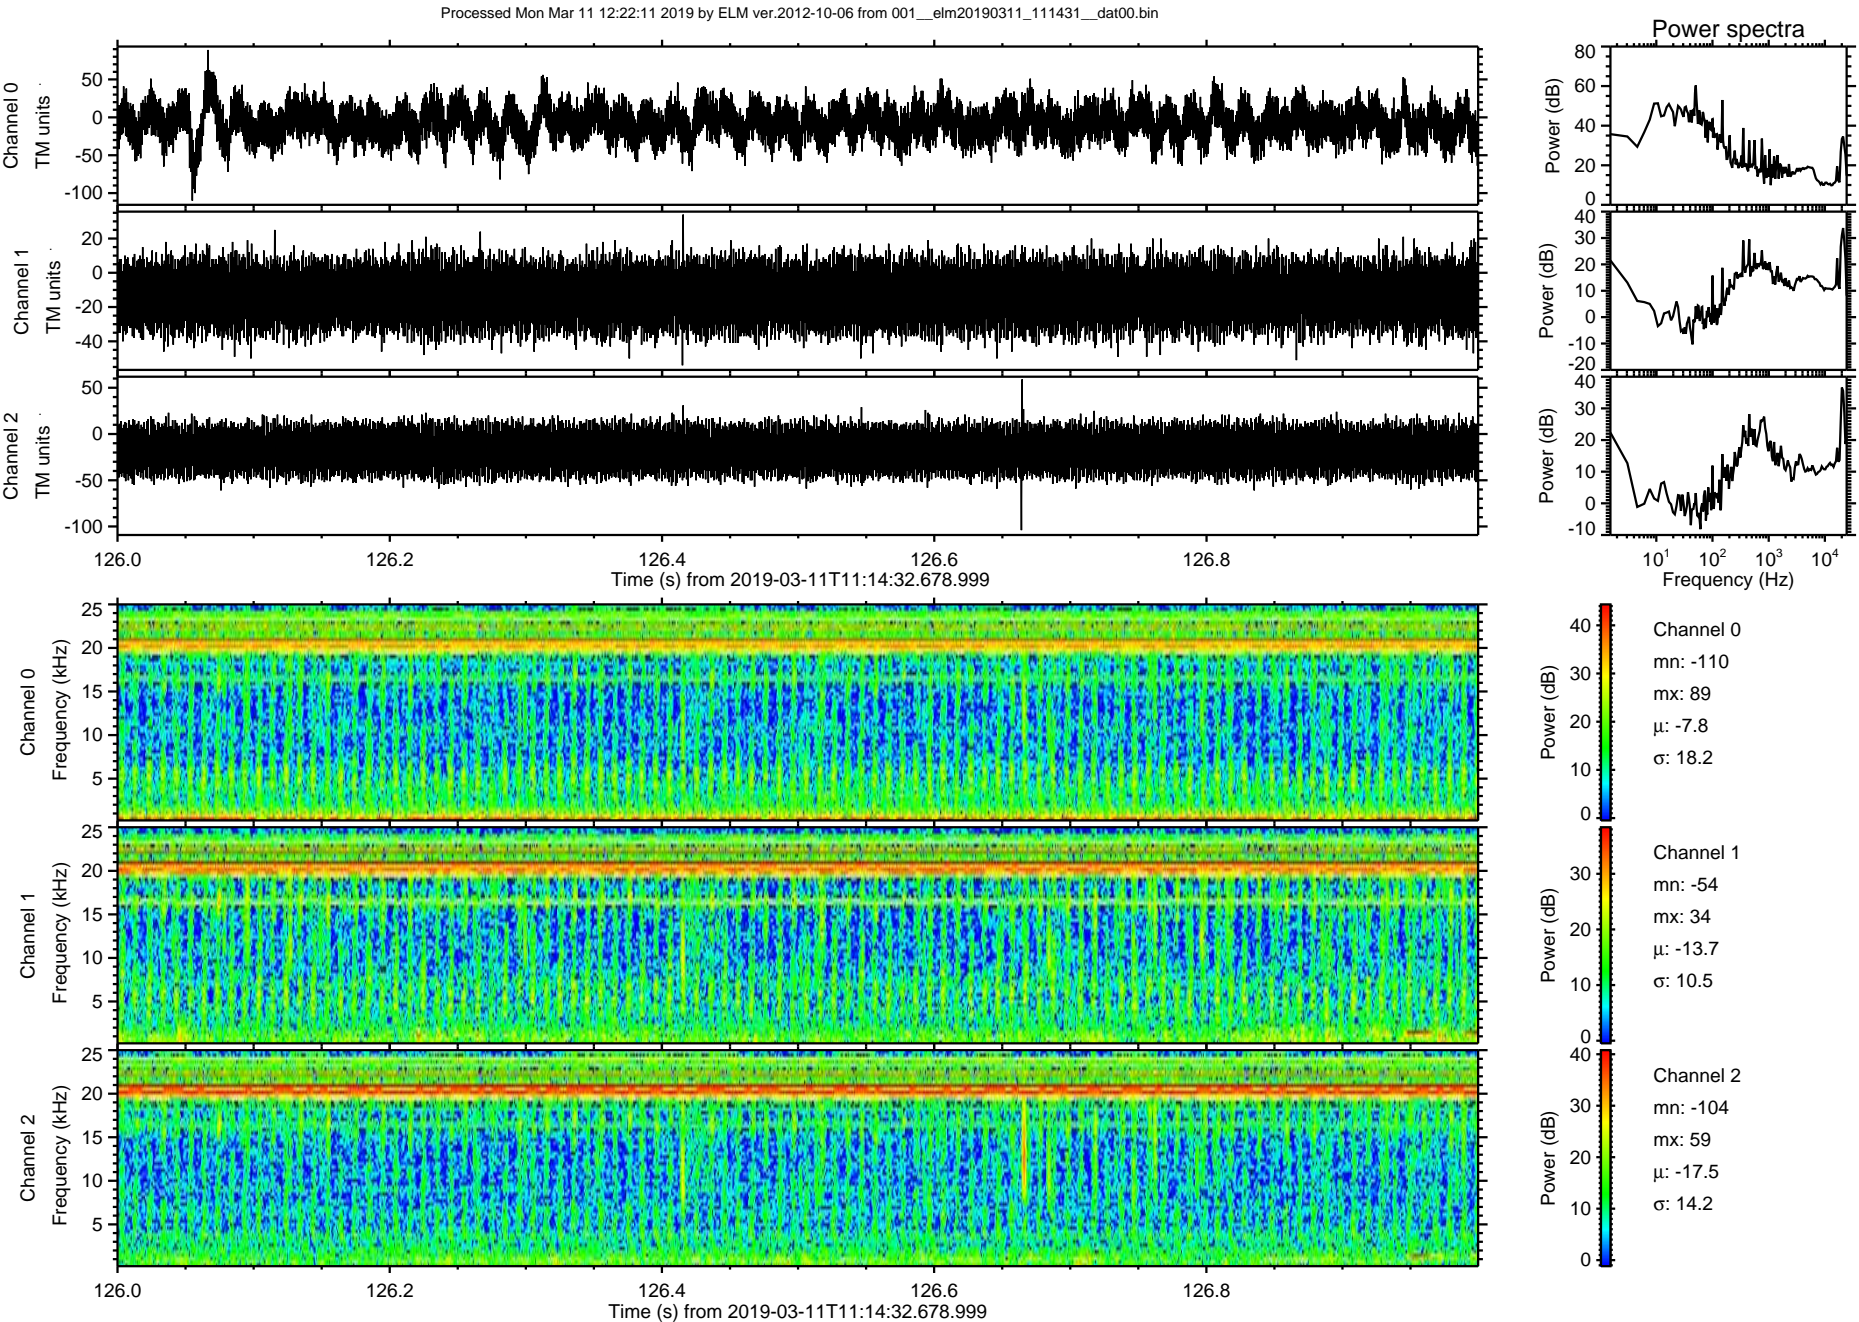 Processed Mon Mar 11 12:22:11 2019 by ELM ver.2012-10-06 from 001__elm20190311_111431__dat00.bin
Power spectra
Channel 0
TM units
50
0
-50
-100
Power (dB)
80
60
40
20
0
Channel 1
TM units
20
0
-20
-40
Power (dB)
40
30
20
10
0
-10
-20
Channel 2
TM units
50
0
-50
-100
Power (dB)
40
30
20
10
0
-10
126.0 126.2 126.4 126.6 126.8
Time (s) from 2019-03-11T11:14:32.678.999
10^1 10^2 10^3 10^4
Frequency (Hz)
Channel 0
Frequency (kHz)
25
20
15
10
5
Power (dB)
40
30
20
10
0
Channel 0
mn: -110
mx: 89
μ: -7.8
σ: 18.2
Channel 1
Frequency (kHz)
25
20
15
10
5
Power (dB)
30
20
10
0
Channel 1
mn: -54
mx: 34
μ: -13.7
σ: 10.5
Channel 2
Frequency (kHz)
25
20
15
10
5
Power (dB)
40
30
20
10
0
Channel 2
mn: -104
mx: 59
μ: -17.5
σ: 14.2
126.0 126.2 126.4 126.6 126.8
Time (s) from 2019-03-11T11:14:32.678.999